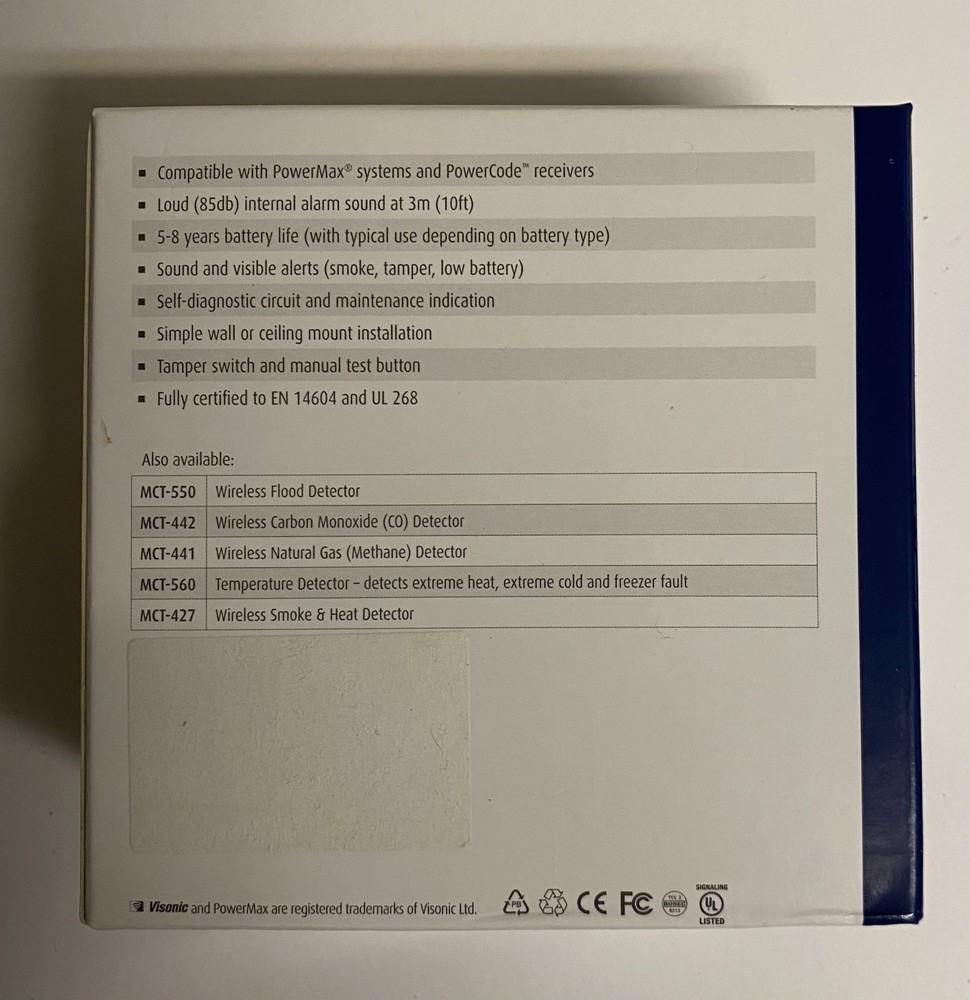 ▪ Compatible with PowerMax® systems and PowerCode™ receivers
▪ Loud (85db) internal alarm sound at 3m (10ft)
▪ 5-8 years battery life (with typical use depending on battery type)
▪ Sound and visible alerts (smoke, tamper, low battery)
▪ Self-diagnostic circuit and maintenance indication
▪ Simple wall or ceiling mount installation
▪ Tamper switch and manual test button
▪ Fully certified to EN 14604 and UL 268
Also available:
MCT-550 Wireless Flood Detector
MCT-442 Wireless Carbon Monoxide (CO) Detector
MCT-441 Wireless Natural Gas (Methane) Detector
MCT-560 Temperature Detector – detects extreme heat, extreme cold and freezer fault
MCT-427 Wireless Smoke & Heat Detector
Visonic and PowerMax are registered trademarks of Visonic Ltd.
PB
CE
FC
BOSEC
SIGNALING
UL
LISTED